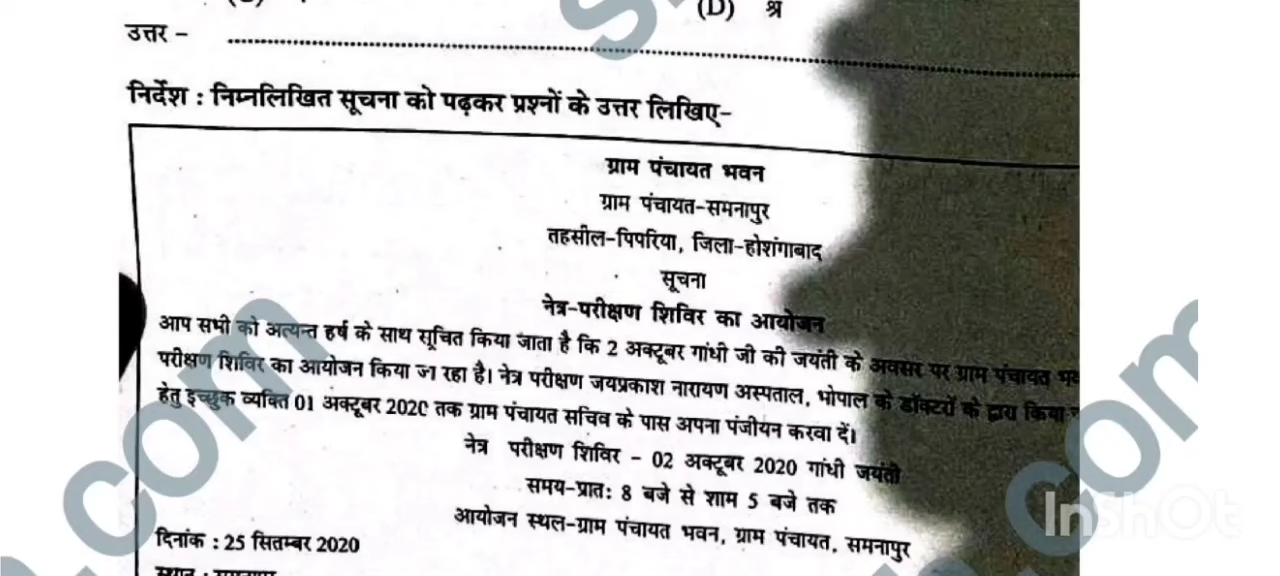 (D) श्र
उत्तर –
निर्देश : निम्नलिखित सूचना को पढ़कर प्रश्नों के उत्तर लिखिए–
ग्राम पंचायत भवन
ग्राम पंचायत–समनापुर
तहसील–पिपरिया, जिला–होशंगाबाद
सूचना
नेत्र–परीक्षण शिविर का आयोजन
आप सभी को अत्यन्त हर्ष के साथ सूचित किया जाता है कि 2 अक्टूबर गांधी जी की जयंती के अवसर पर ग्राम पंचायत
परीक्षण शिविर का आयोजन किया जा रहा है। नेत्र परीक्षण जयप्रकाश नारायण अस्पताल, भोपाल के डॉक्टरों के द्वारा किया
हेतु इच्छुक व्यक्ति 01 अक्टूबर 2020 तक ग्राम पंचायत सचिव के पास अपना पंजीयन करवा दें।
नेत्र परीक्षण शिविर – 02 अक्टूबर 2020 गांधी जयंती
समय–प्रातः 8 बजे से शाम 5 बजे तक
आयोजन स्थल–ग्राम पंचायत भवन, ग्राम पंचायत, समनापुर
दिनांक : 25 सितम्बर 2020
InShOt